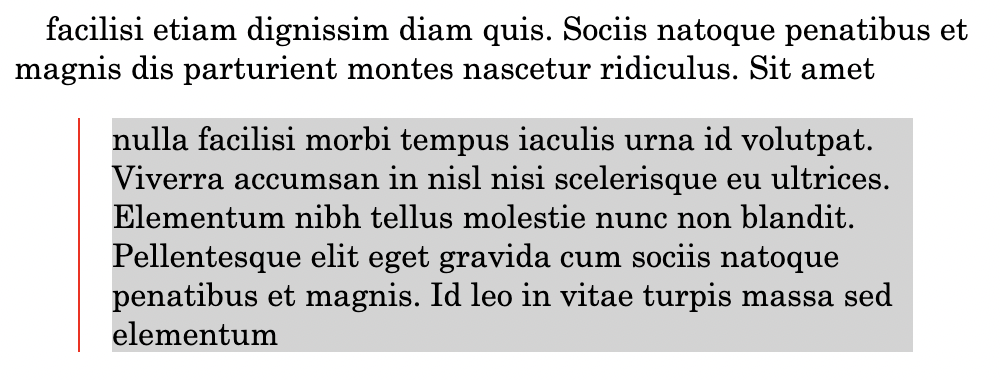 facilisi etiam dignissim diam quis. Sociis natoque penatibus et
magnis dis parturient montes nascetur ridiculus. Sit amet
nulla facilisi morbi tempus iaculis urna id volutpat.
Viverra accumsan in nisl nisi scelerisque eu ultrices.
Elementum nibh tellus molestie nunc non blandit.
Pellentesque elit eget gravida cum sociis natoque
penatibus et magnis. Id leo in vitae turpis massa sed
elementum